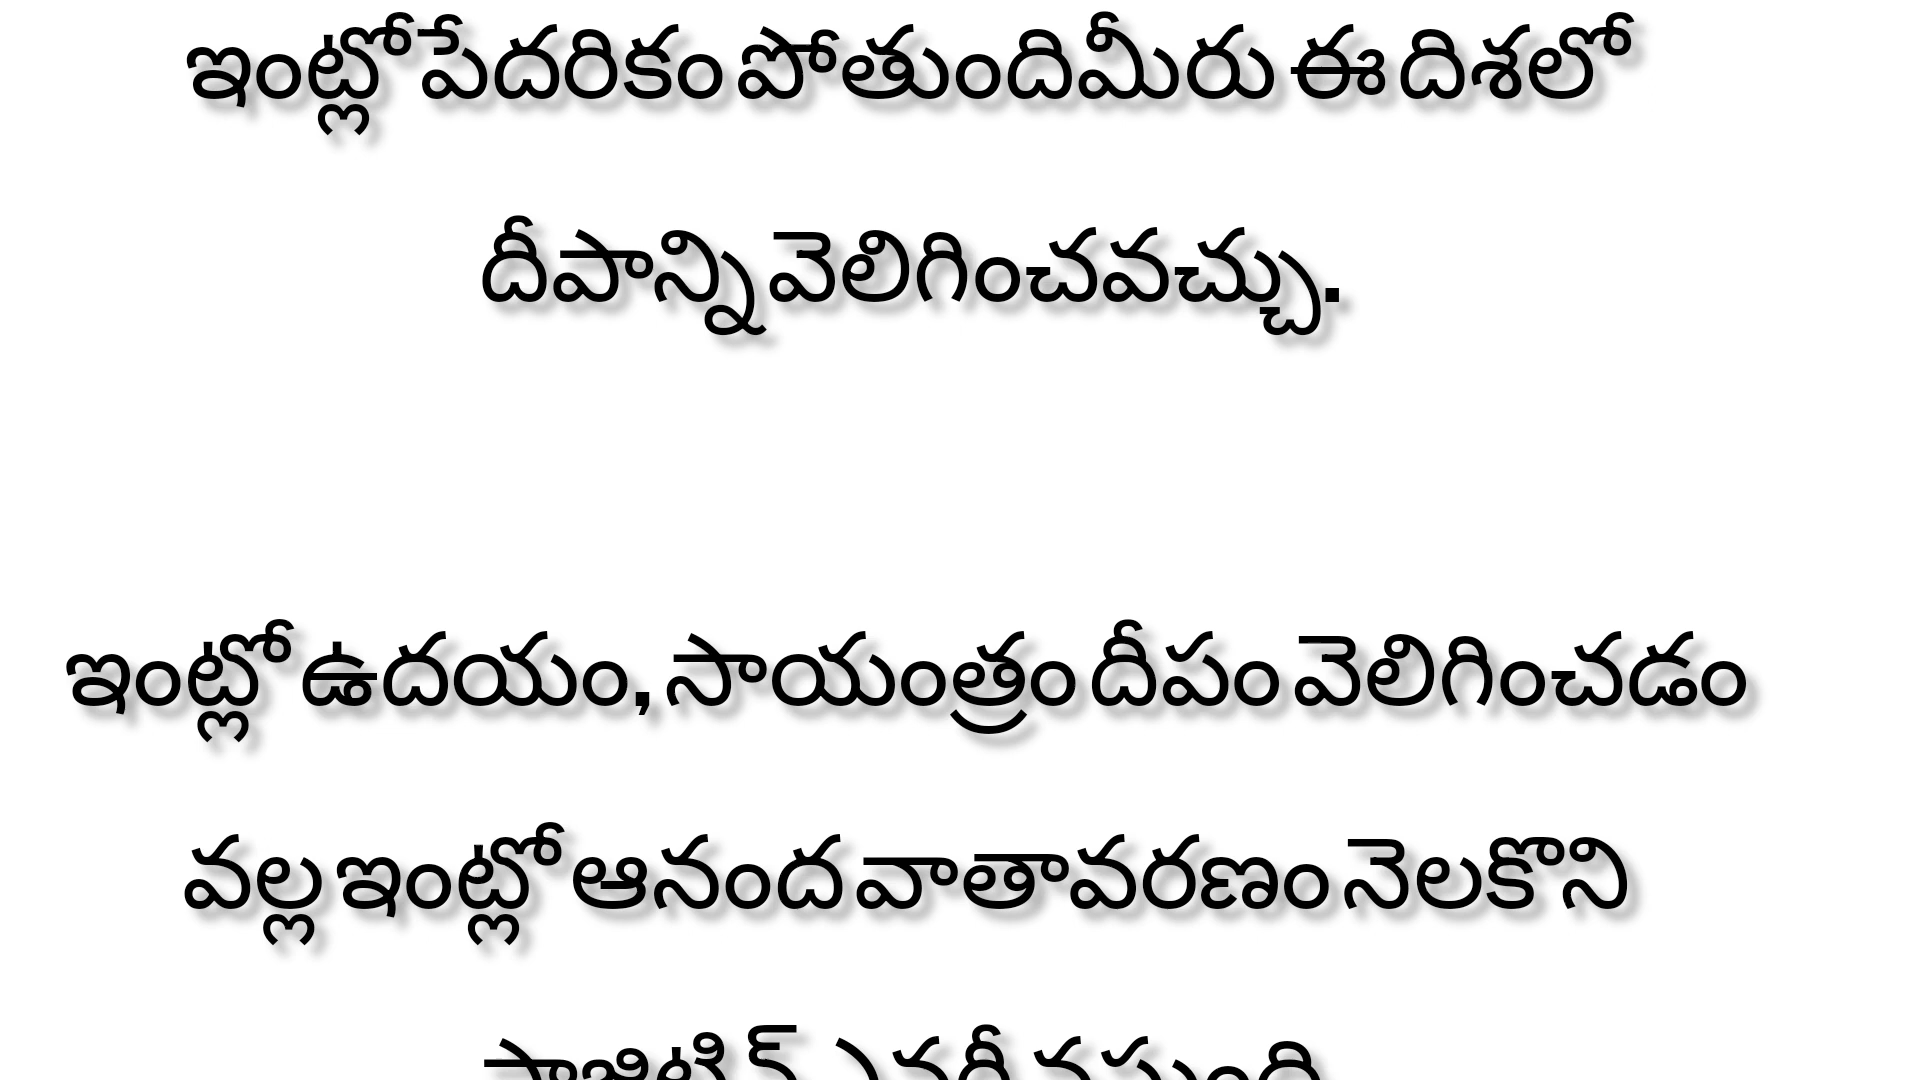 ఇంట్లో పేదరికం పోతుంది మీరు ఈ దిశలో
దీపాన్ని వెలిగించవచ్చు.
ఇంట్లో ఉదయం, సాయంత్రం దీపం వెలిగించడం
వల్ల ఇంట్లో ఆనంద వాతావరణం నెలకొని